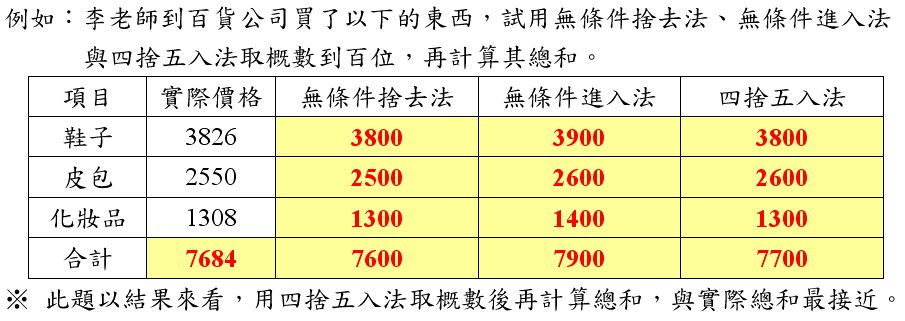 例如：李老師到百貨公司買了以下的東西，試用無條件捨去法、無條件進入法
與四捨五入法取概數到百位，再計算其總和。
項目 實際價格 無條件捨去法 無條件進入法 四捨五入法
鞋子 3826 3800 3900 3800
皮包 2550 2500 2600 2600
化妝品 1308 1300 1400 1300
合計 7684 7600 7900 7700
※ 此題以結果來看，用四捨五入法取概數後再計算總和，與實際總和最接近。